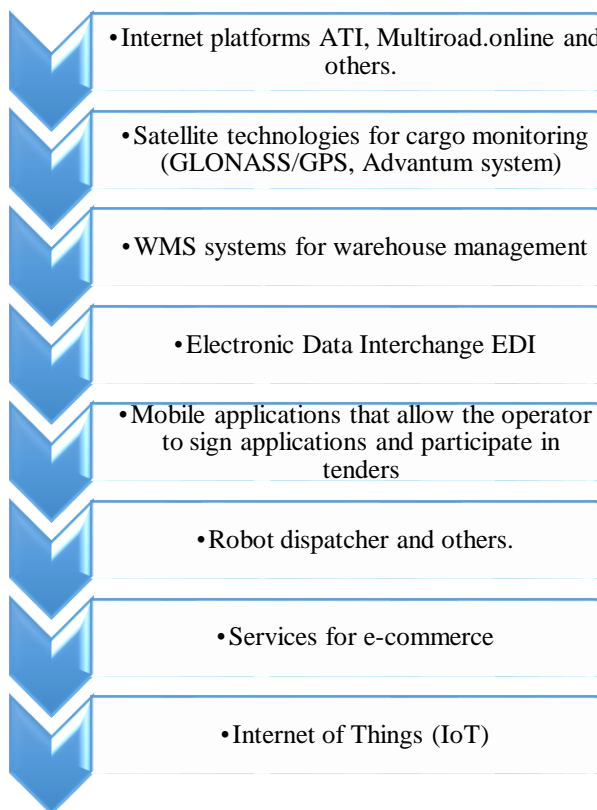 •Internet platforms ATI, Multiroad.online and
others.
•Satellite technologies for cargo monitoring
(GLONASS/GPS, Advantum system)
•WMS systems for warehouse management
•Electronic Data Interchange EDI
•Mobile applications that allow the operator
to sign applications and participate in
tenders
•Robot dispatcher and others.
•Services for e-commerce
•Internet of Things (IoT)